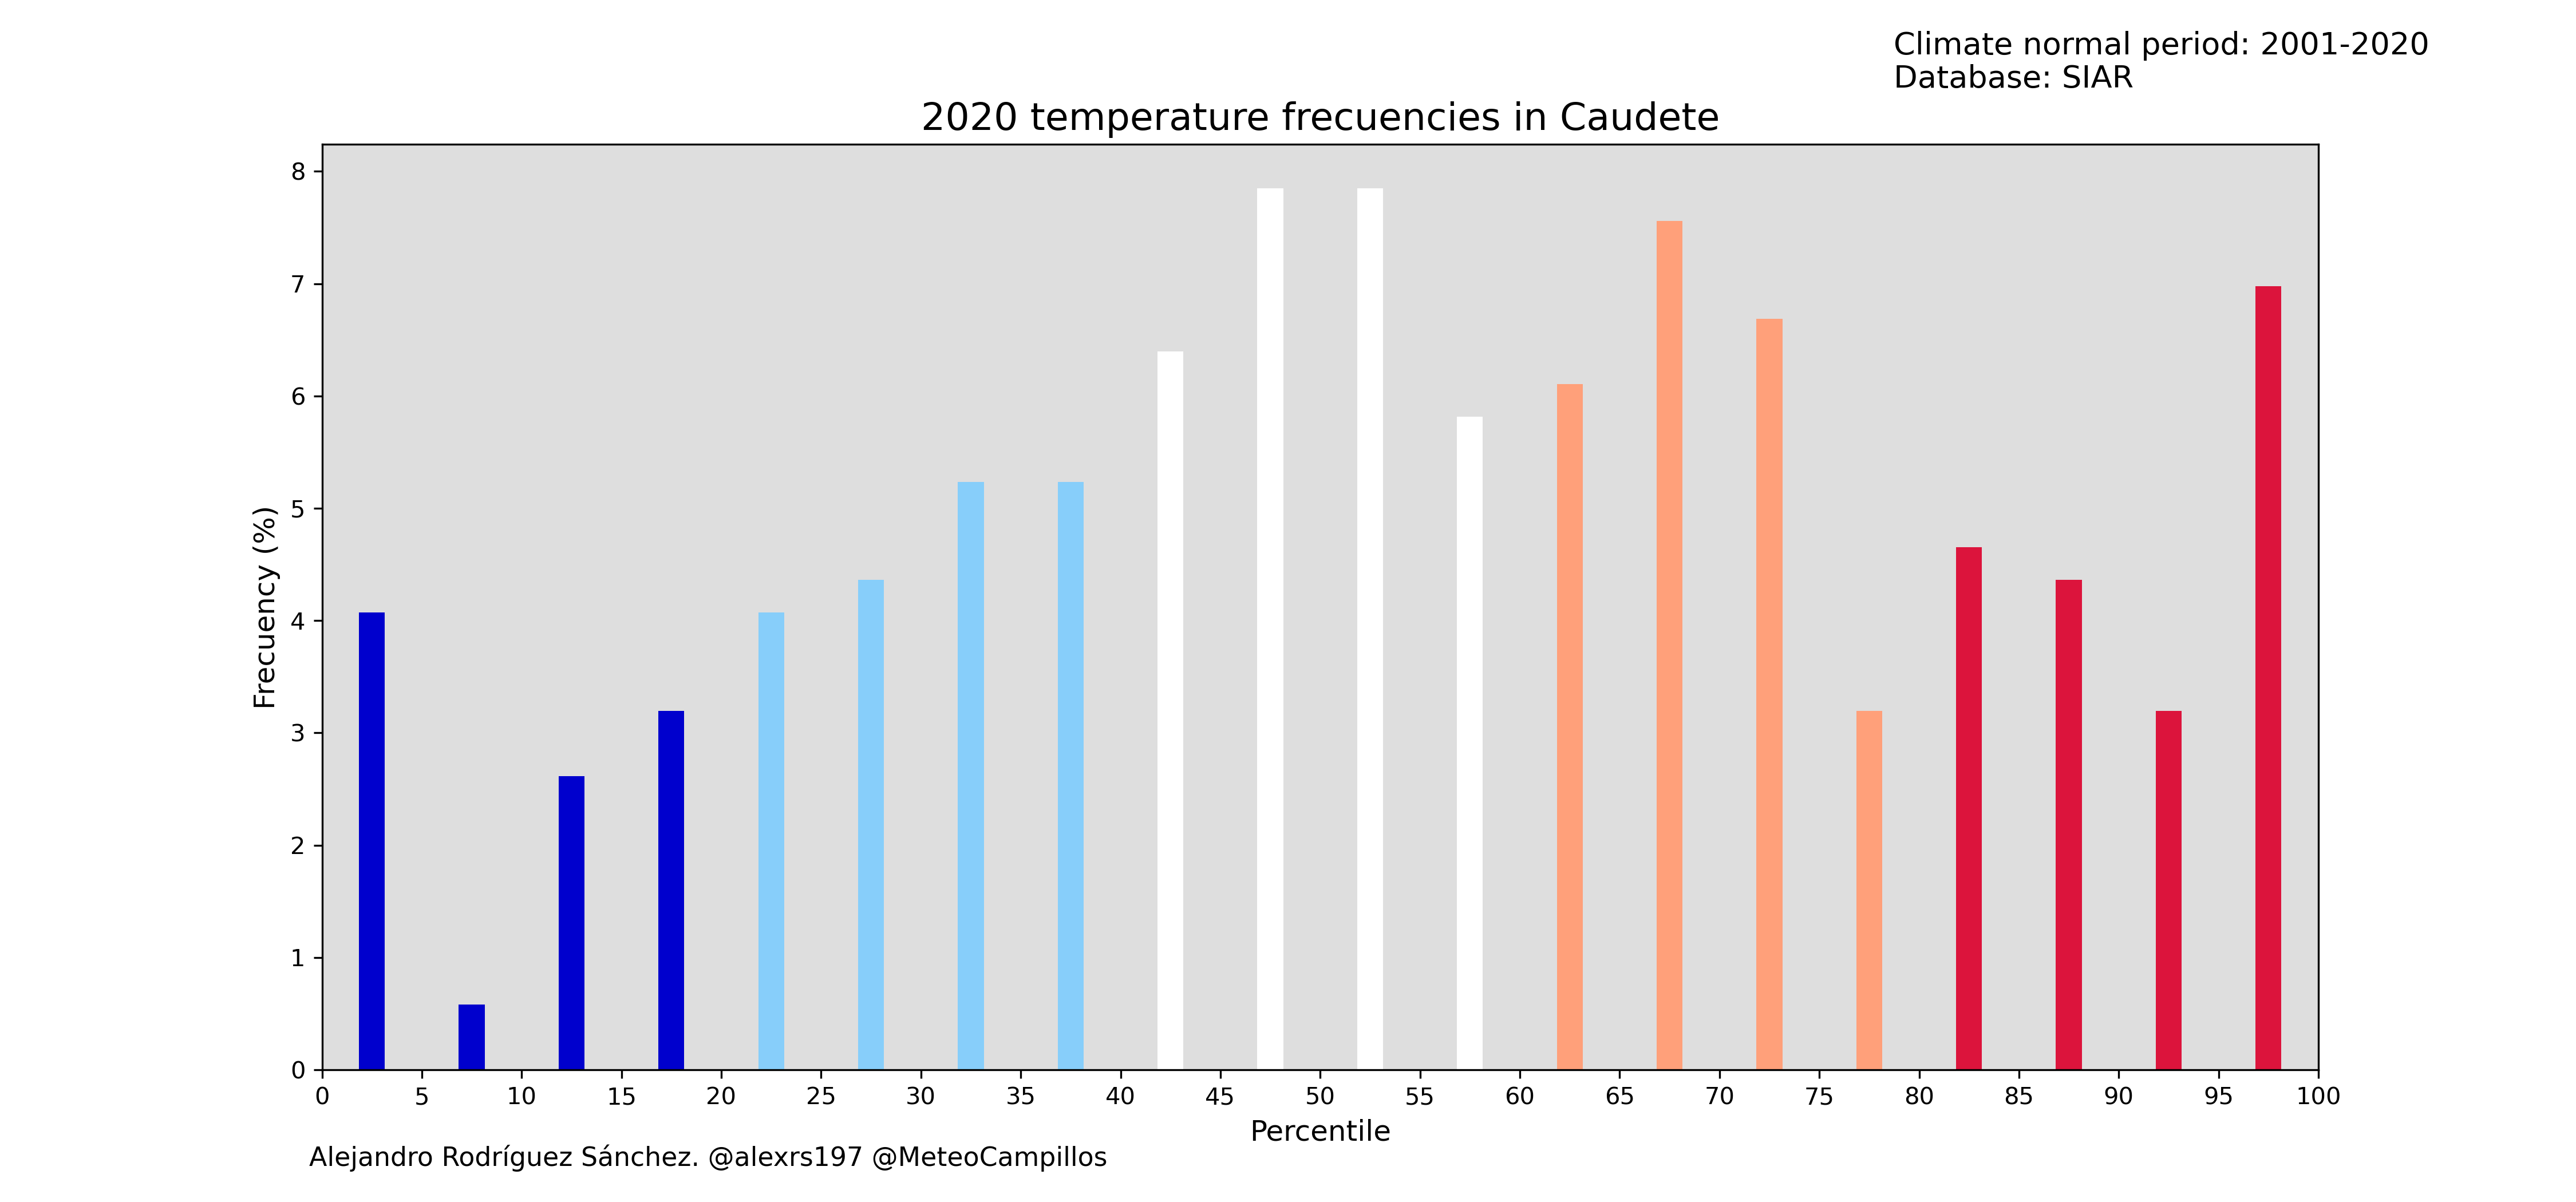 Climate normal period: 2001-2020
Database: SIAR
2020 temperature frecuencies in Caudete
8
7
6
5
4
3
2
1
0
Frecuency (%)
0 5 10 15 20 25 30 35 40 45 50 55 60 65 70 75 80 85 90 95 100
Percentile
Alejandro Rodríguez Sánchez. @alexrs197 @MeteoCampillos